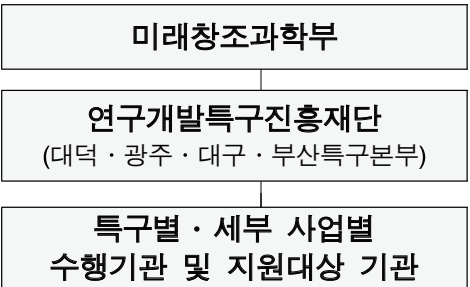 미래창조과학부
연구개발특구진흥재단
(대덕 · 광주 · 대구 · 부산특구본부)
특구별 · 세부 사업별
수행기관 및 지원대상 기관